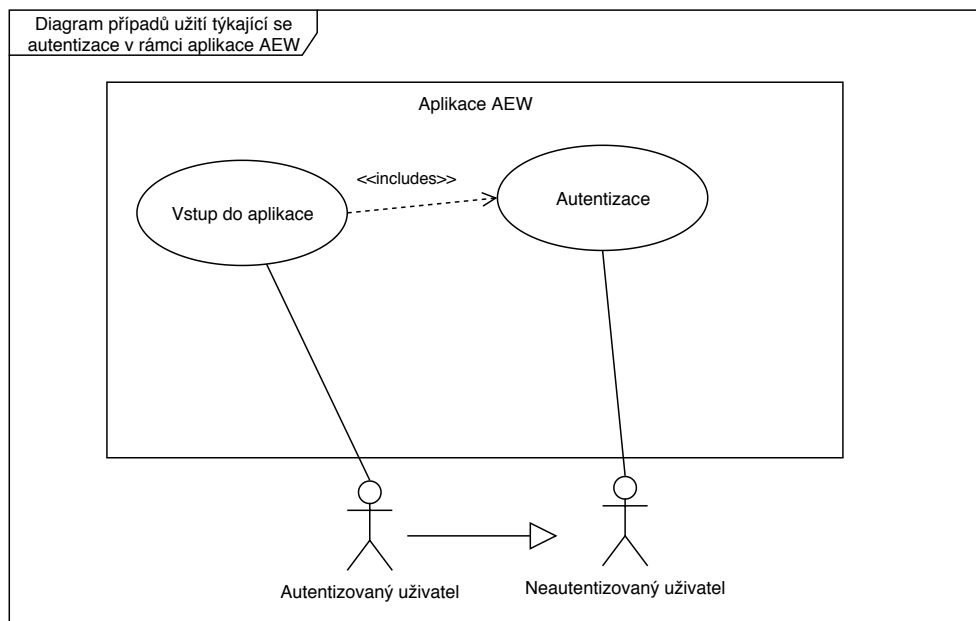 Diagram případů užití týkající se
autentizace v rámci aplikace AEW
Aplikace AEW
<<includes>>
Vstup do aplikace
Autentizace
Autentizovaný uživatel
Neautentizovaný uživatel